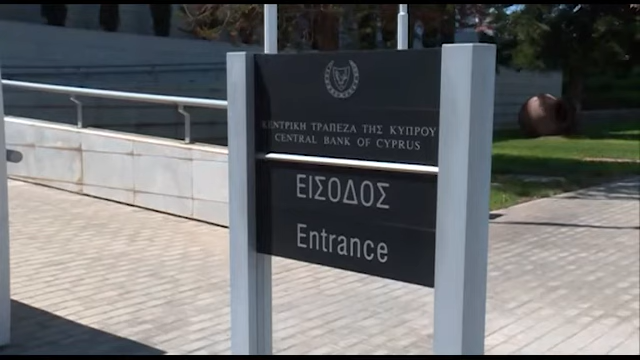 ΚΕΝΤΡΙΚΗ ΤΡΑΠΕΖΑ ΤΗΣ ΚΥΠΡΟΥ
CENTRAL BANK OF CYPRUS
ΕΙΣΟΔΟΣ
Entrance